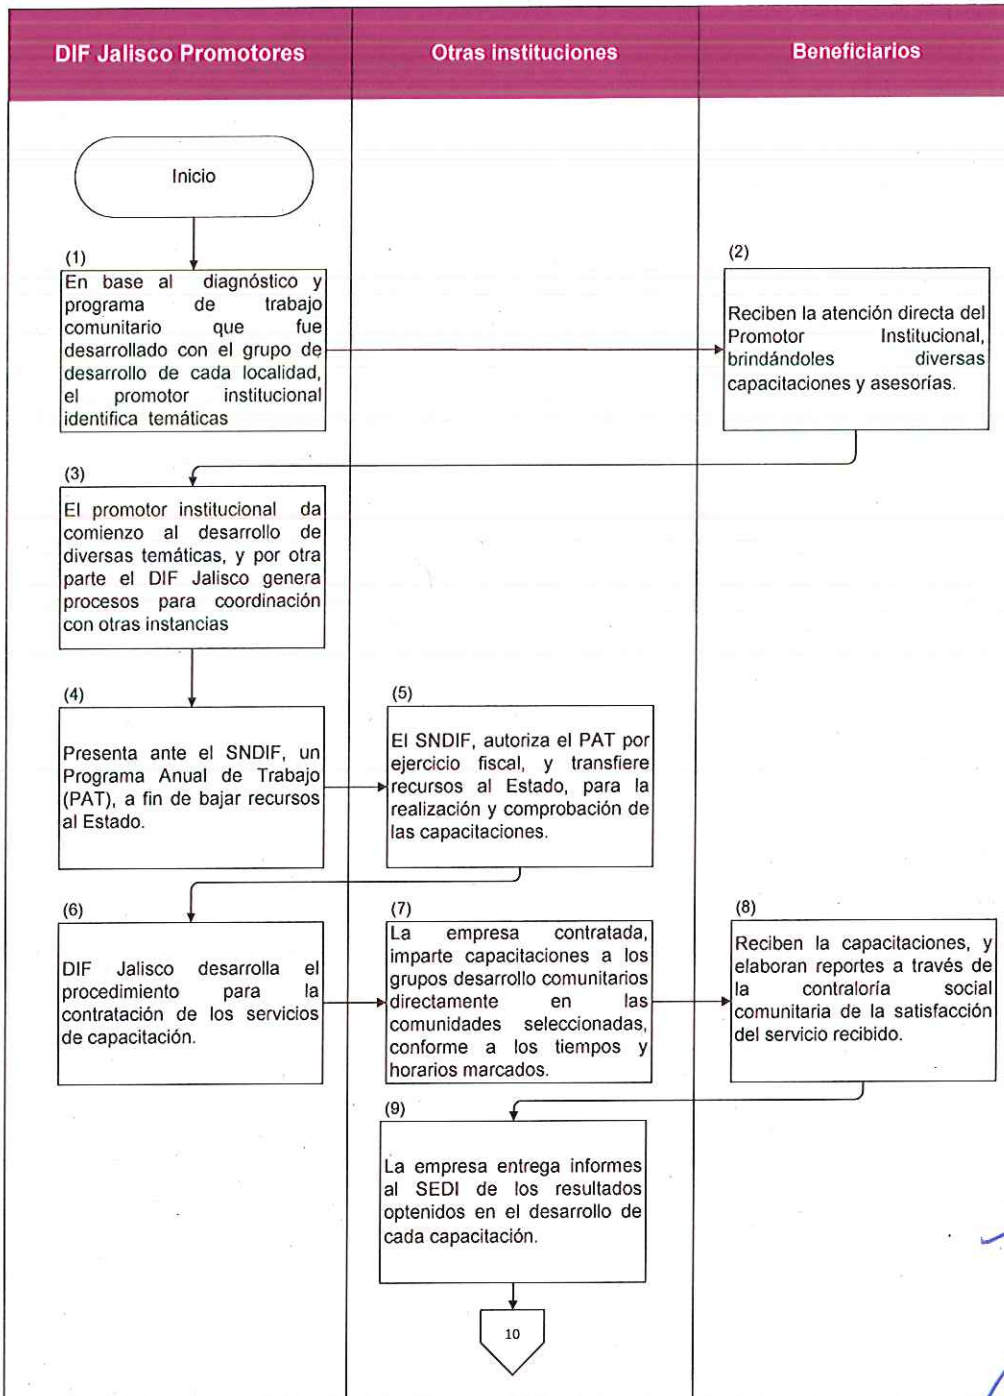 DIF Jalisco Promotores
Otras instituciones
Beneficiarios
Inicio
(1)
En base al diagnóstico y
programa de trabajo
comunitario que fue
desarrollado con el grupo de
desarrollo de cada localidad,
el promotor institucional
identifica temáticas
(2)
Reciben la atención directa del
Promotor Institucional,
brindándoles diversas
capacitaciones y asesorías.
(3)
El promotor institucional da
comienzo al desarrollo de
diversas temáticas, y por otra
parte el DIF Jalisco genera
procesos para coordinación
con otras instancias
(4)
Presenta ante el SNDIF, un
Programa Anual de Trabajo
(PAT), a fin de bajar recursos
al Estado.
(5)
El SNDIF, autoriza el PAT por
ejercicio fiscal, y transfiere
recursos al Estado, para la
realización y comprobación de
las capacitaciones.
(6)
DIF Jalisco desarrolla el
procedimiento para la
contratación de los servicios
de capacitación.
(7)
La empresa contratada,
imparte capacitaciones a los
grupos desarrollo comunitarios
directamente en las
comunidades seleccionadas,
conforme a los tiempos y
horarios marcados.
(8)
Reciben la capacitaciones, y
elaboran reportes a través de
la contraloría social
comunitaria de la satisfacción
del servicio recibido.
(9)
La empresa entrega informes
al SEDI de los resultados
optenidos en el desarrollo de
cada capacitación.
10